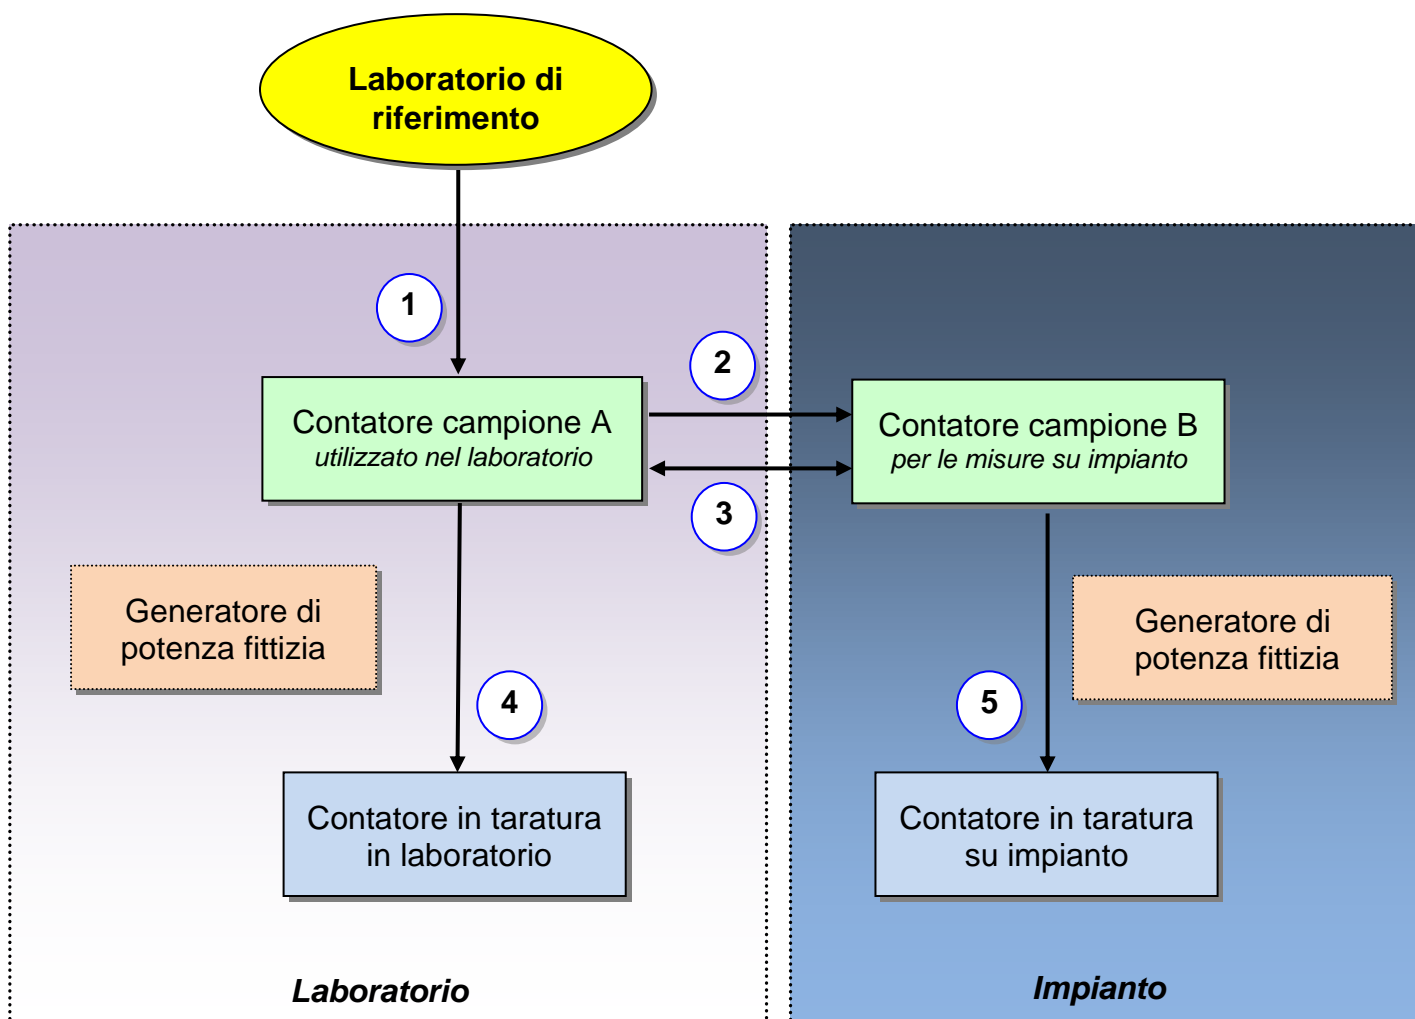 Laboratorio di
riferimento
1
2
Contatore campione A
utilizzato nel laboratorio
Contatore campione B
per le misure su impianto
3
Generatore di
potenza fittizia
Generatore di
potenza fittizia
4
5
Contatore in taratura
in laboratorio
Contatore in taratura
su impianto
Laboratorio
Impianto